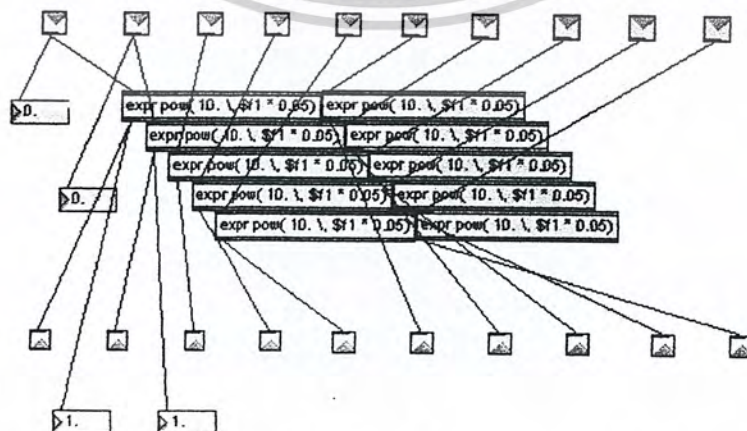 0.
expr pow( 10. \, $f1 * 0.05) expr pow( 10. \, $f1 * 0.05)
expr pow( 10. \, $f1 * 0.05) expr pow( 10. \, $f1 * 0.05)
expr pow( 10. \, $f1 * 0.05) expr pow( 10. \, $f1 * 0.05)
0. expr pow( 10. \, $f1 * 0.05) expr pow( 10. \, $f1 * 0.05)
expr pow( 10. \, $f1 * 0.05) expr pow( 10. \, $f1 * 0.05)
1. 1.